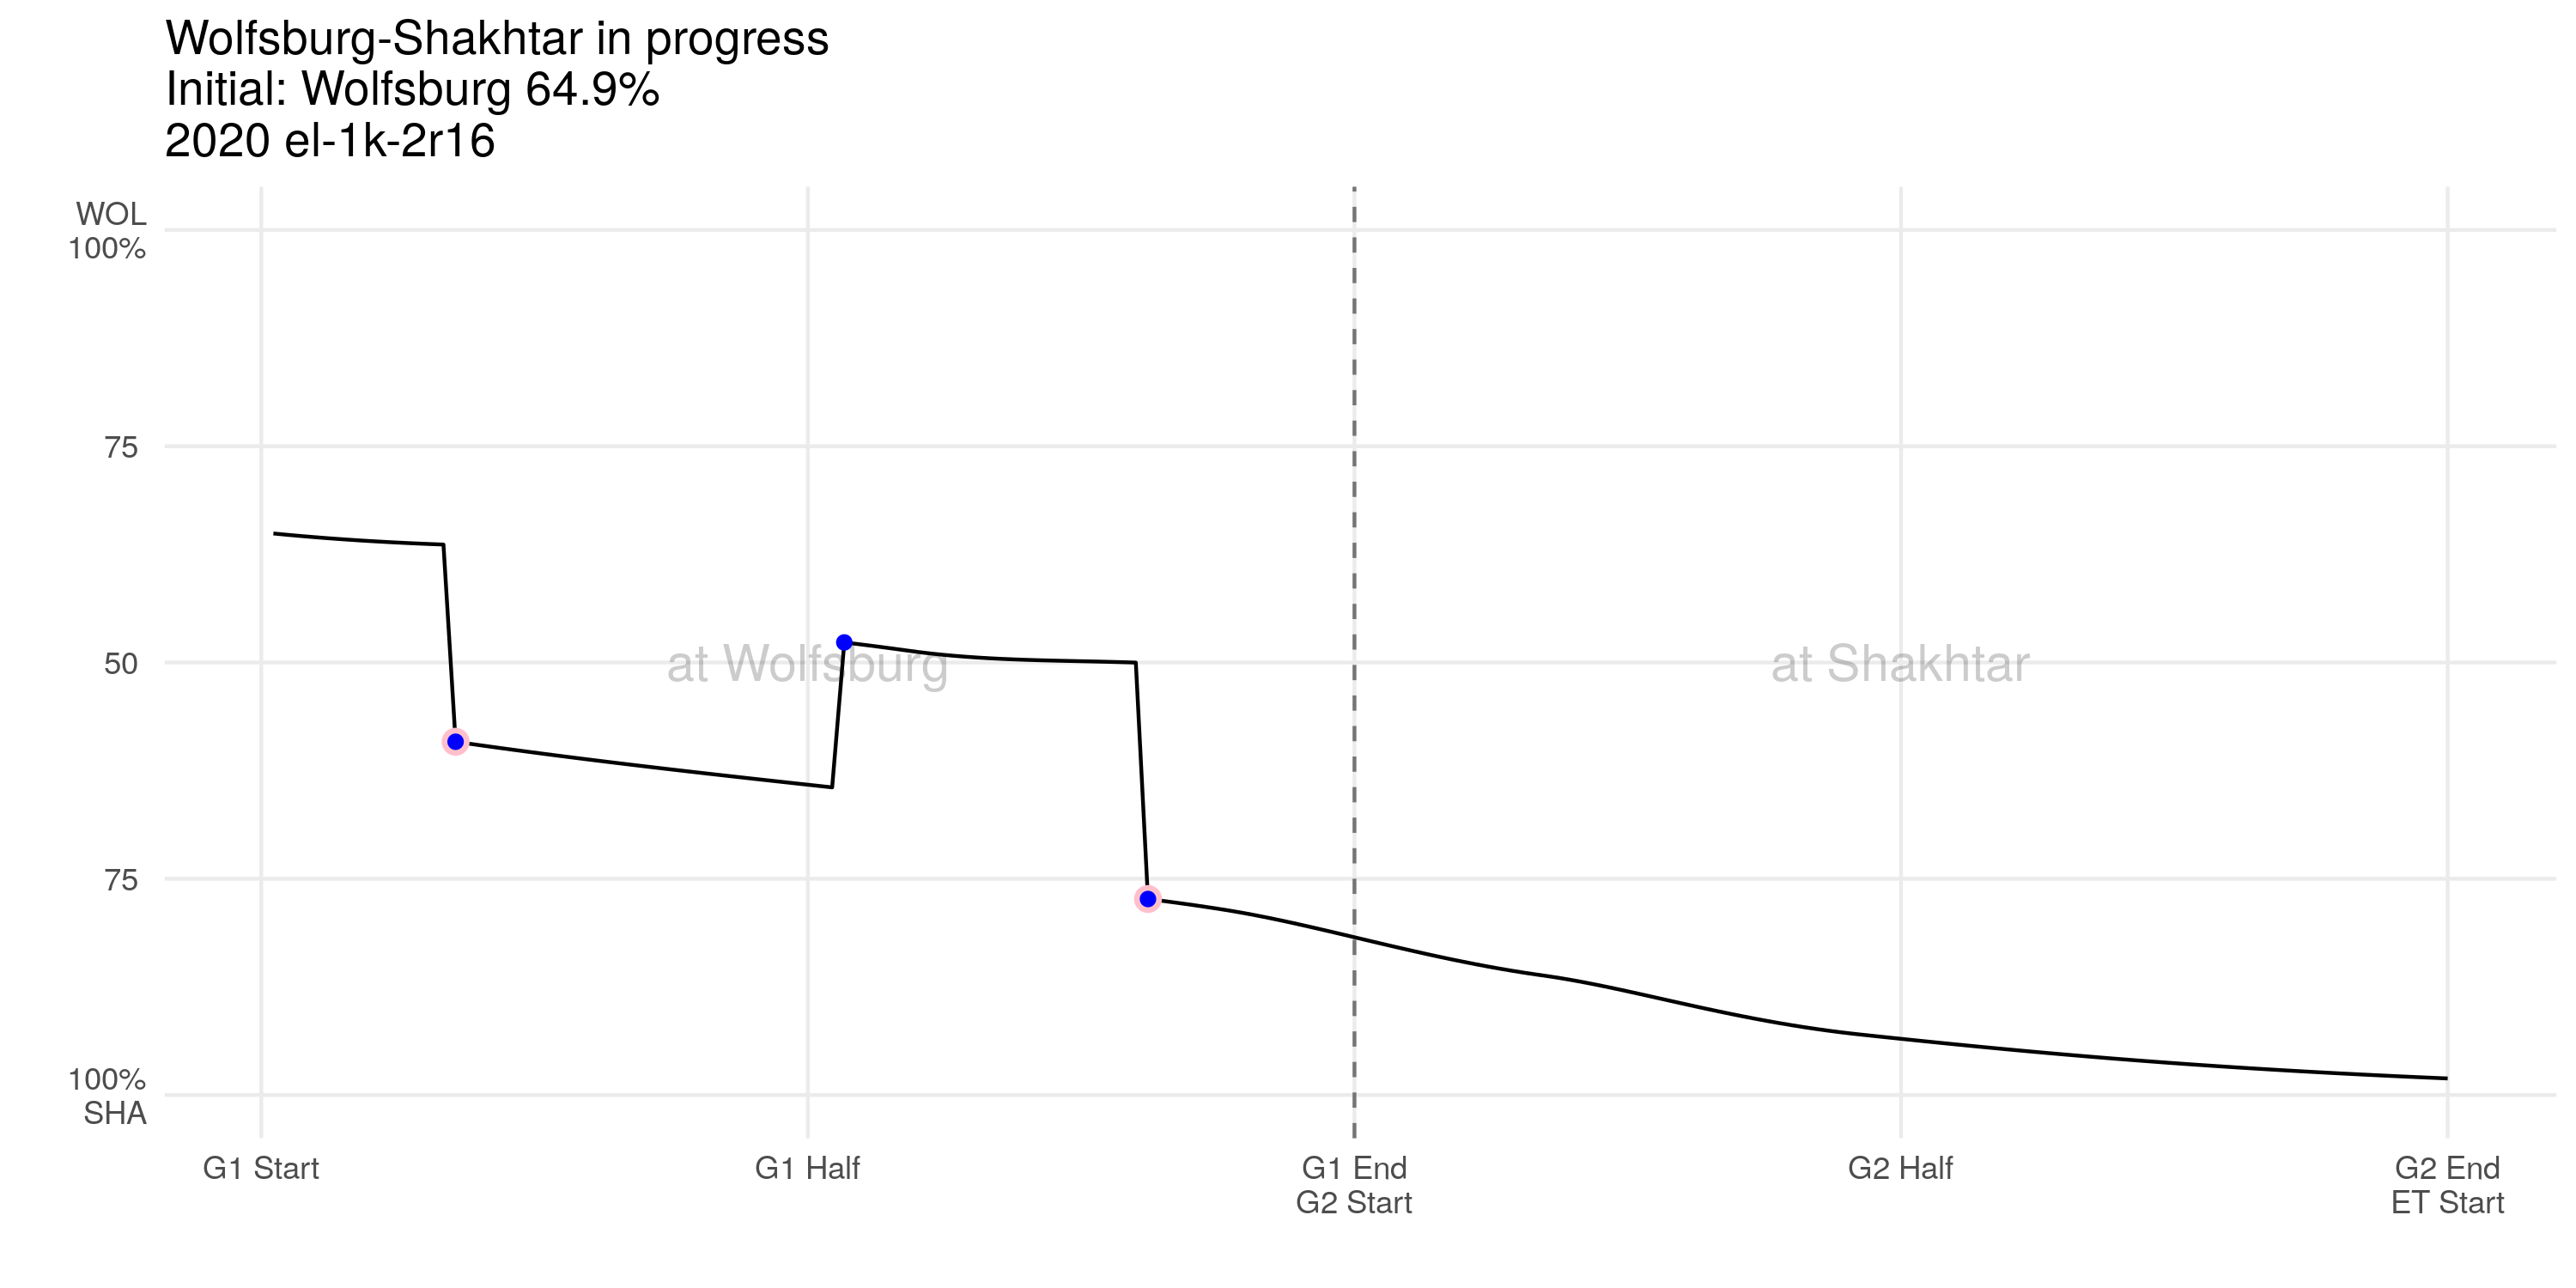 Wolfsburg-Shakhtar in progress
Initial: Wolfsburg 64.9%
2020 el-1k-2r16
WOL
100%
75
50
75
100%
SHA
at Wolfsburg
at Shakhtar
G1 Start
G1 Half
G1 End
G2 Start
G2 Half
G2 End
ET Start